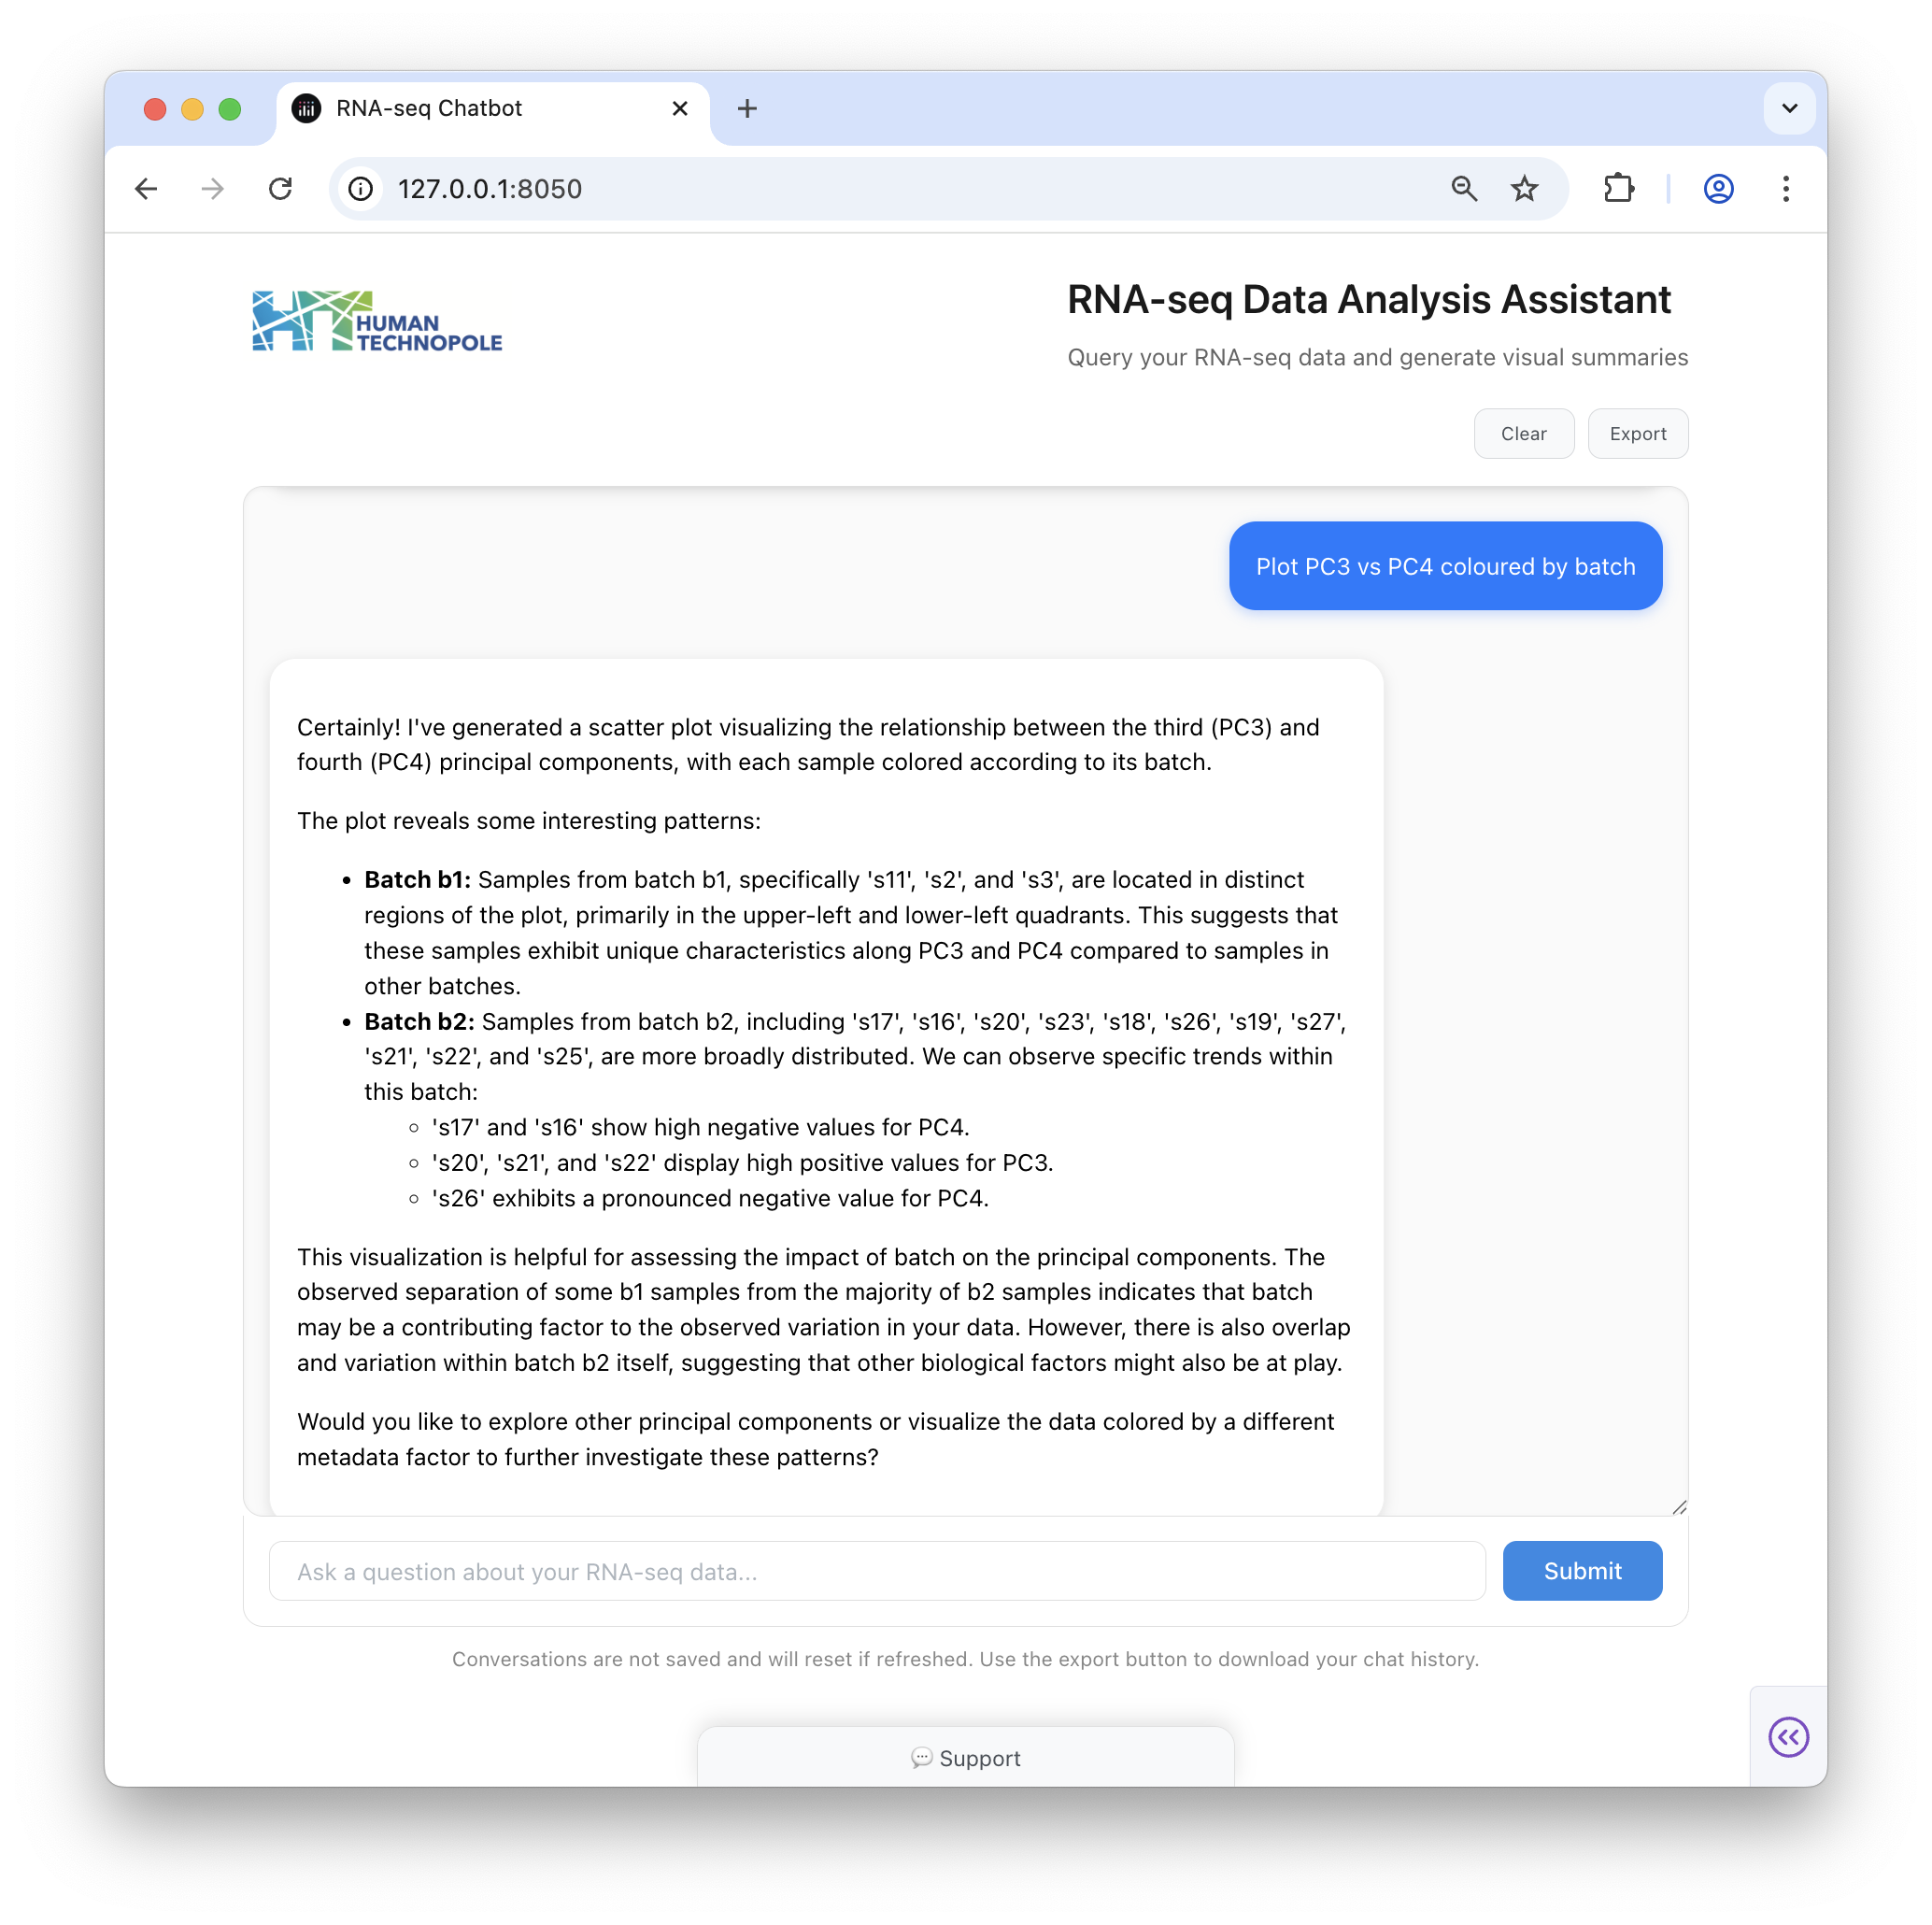 RNA-seq Chatbot
127.0.0.1:8050
HUMAN
TECHNOPOLE
RNA-seq Data Analysis Assistant
Query your RNA-seq data and generate visual summaries
Clear
Export
Plot PC3 vs PC4 coloured by batch
Certainly! I've generated a scatter plot visualizing the relationship between the third (PC3) and
fourth (PC4) principal components, with each sample colored according to its batch.
The plot reveals some interesting patterns:
• Batch b1: Samples from batch b1, specifically 's11', 's2', and 's3', are located in distinct
regions of the plot, primarily in the upper-left and lower-left quadrants. This suggests that
these samples exhibit unique characteristics along PC3 and PC4 compared to samples in
other batches.
• Batch b2: Samples from batch b2, including 's17', 's16', 's20', 's23', 's18', 's26', 's19', 's27',
's21', 's22', and 's25', are more broadly distributed. We can observe specific trends within
this batch:
◦ 's17' and 's16' show high negative values for PC4.
◦ 's20', 's21', and 's22' display high positive values for PC3.
◦ 's26' exhibits a pronounced negative value for PC4.
This visualization is helpful for assessing the impact of batch on the principal components. The
observed separation of some b1 samples from the majority of b2 samples indicates that batch
may be a contributing factor to the observed variation in your data. However, there is also overlap
and variation within batch b2 itself, suggesting that other biological factors might also be at play.
Would you like to explore other principal components or visualize the data colored by a different
metadata factor to further investigate these patterns?
Ask a question about your RNA-seq data...
Submit
Conversations are not saved and will reset if refreshed. Use the export button to download your chat history.
Support